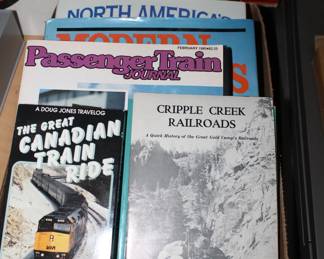 NORTH AMERICA'S
MODERN
FEBRUARY
Passenger Train
JOURNAL
A DOUG JONES TRAVELOG
THE GREAT
CANADIAN
TRAIN
RIDE
CRIPPLE CREEK
RAILROADS
A Quick History of the Great Gold Camp's Railroads